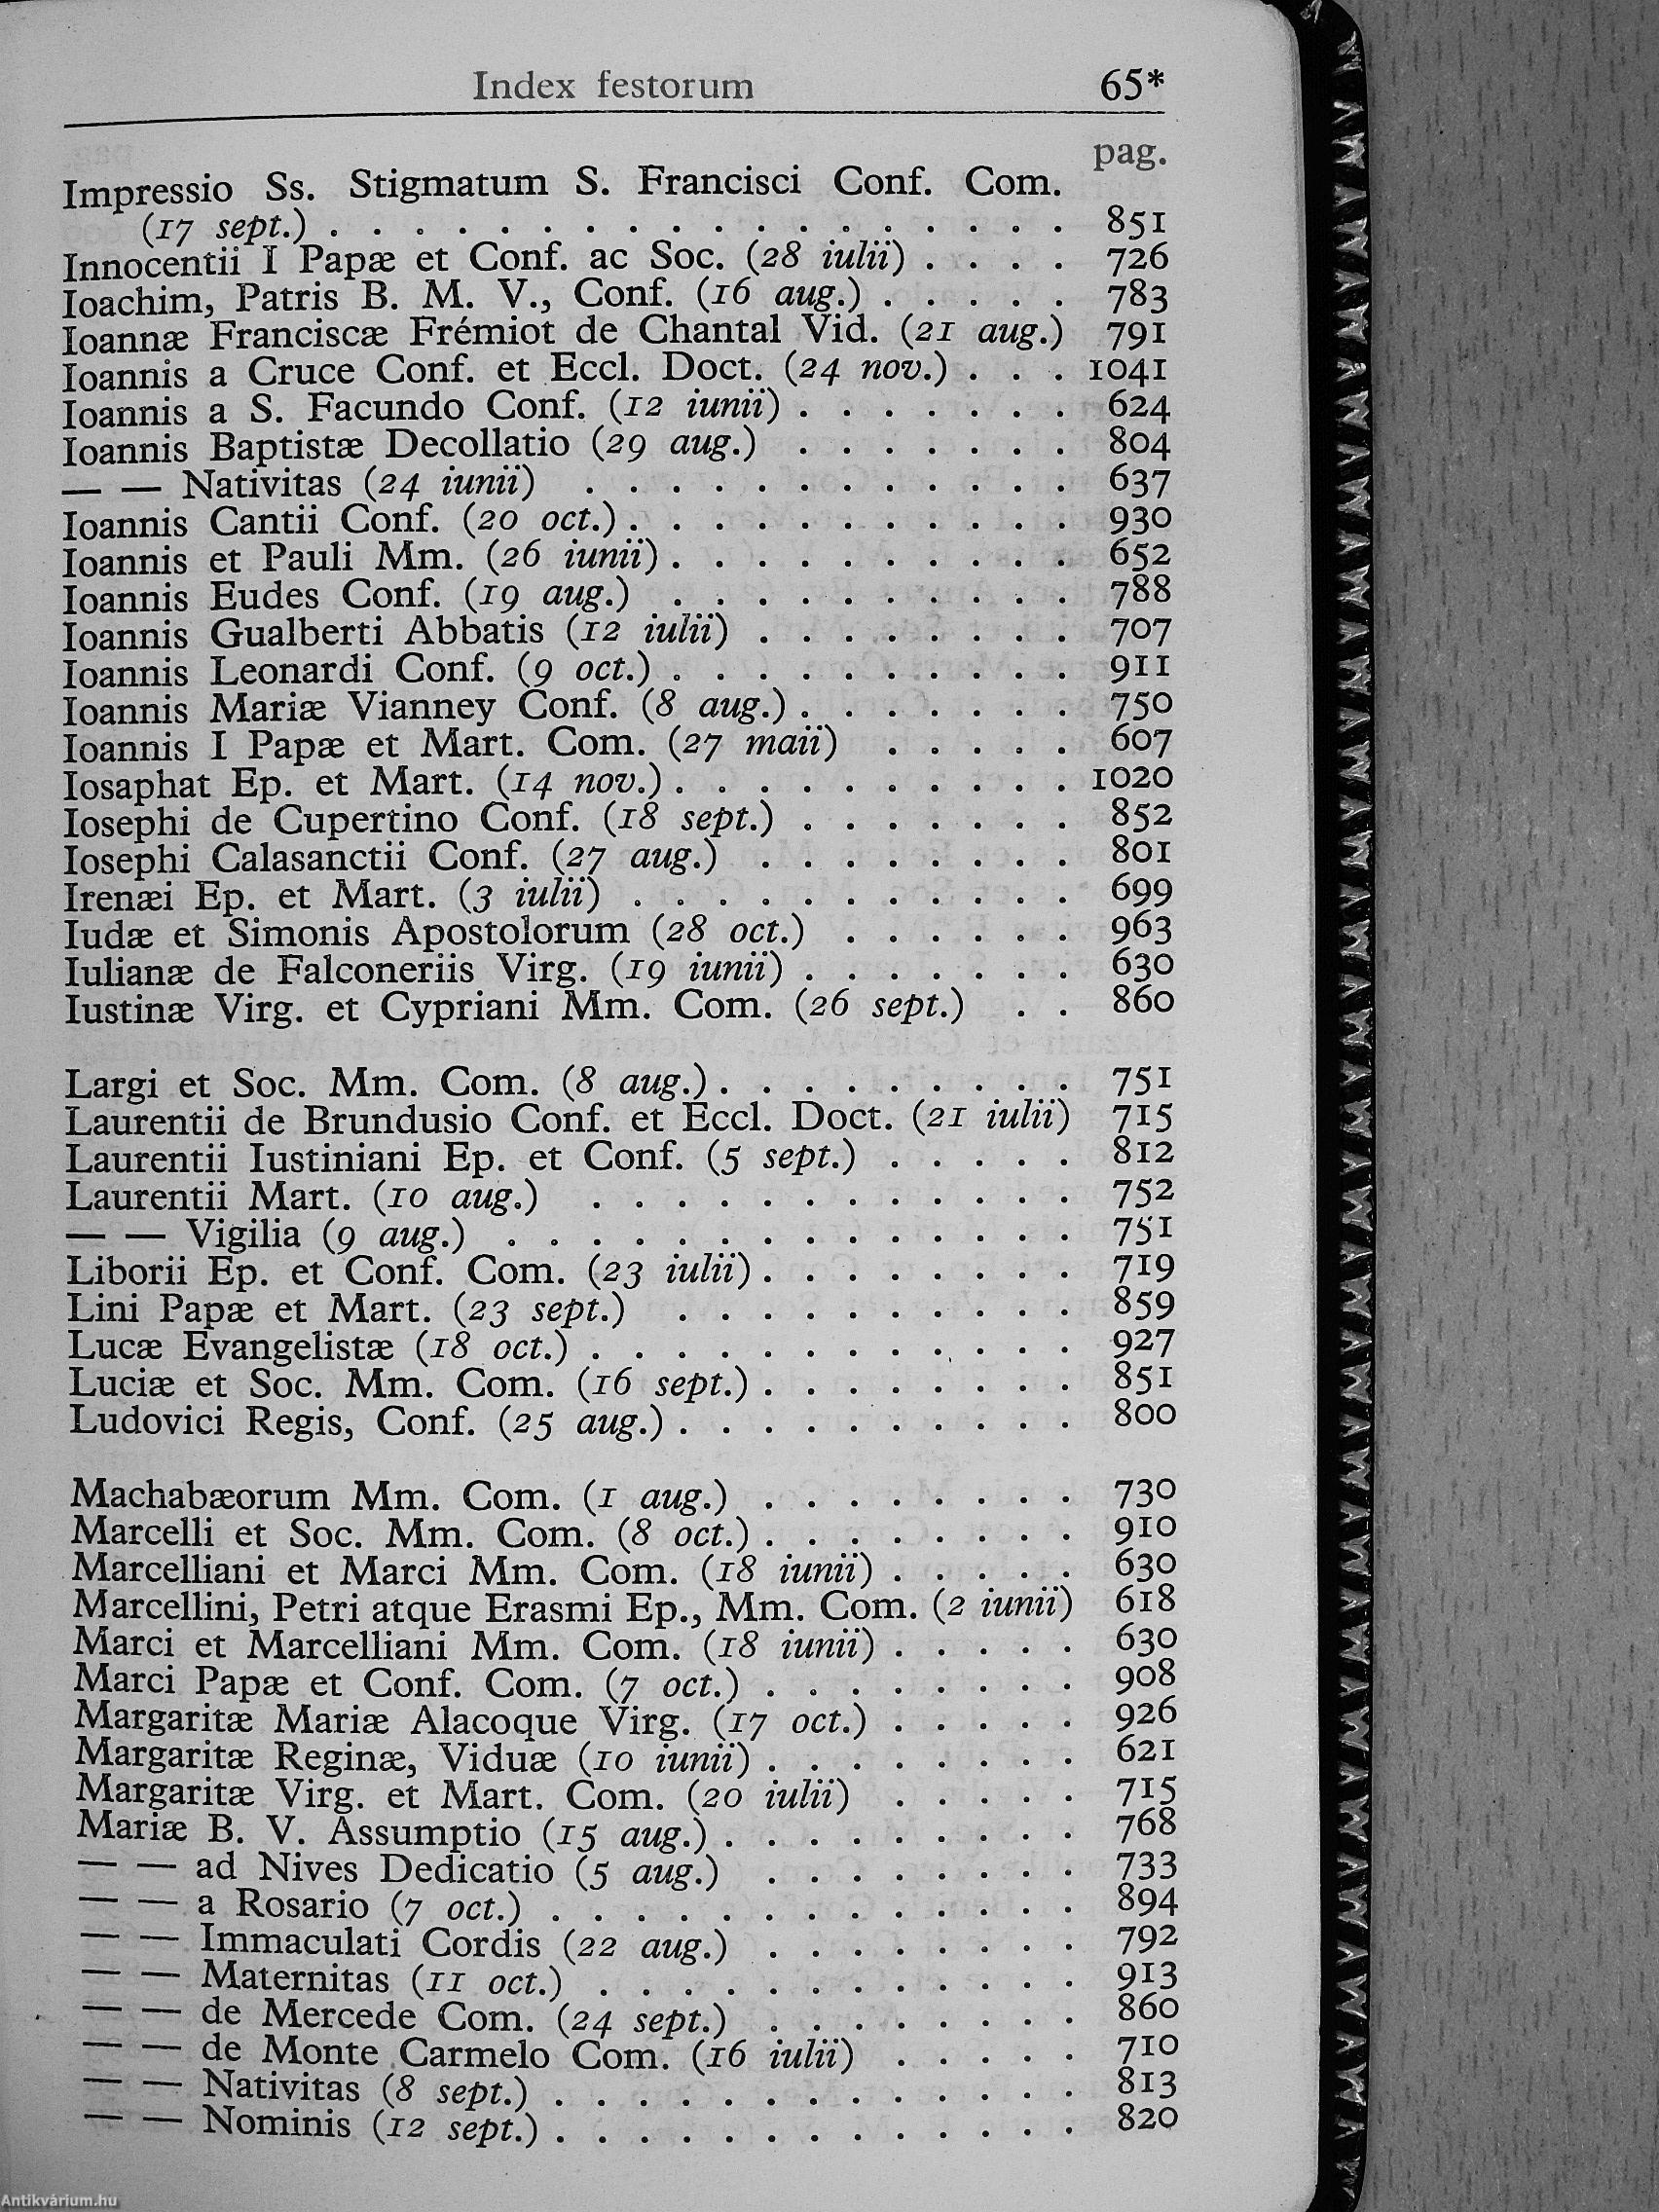 Index festorum 65*
pag.
Impressio Ss. Stigmatum S. Francisci Conf. Com.
(17 sept.) . . . . . . . . . . . . . . . . . . 851
Innocentii I Papæ et Conf. ac Soc. (28 iulii) . . . . 726
Ioachim, Patris B. M. V., Conf. (16 aug.) . . . . . 783
Ioannæ Franciscæ Frémiot de Chantal Vid. (21 aug.) 791
Ioannis a Cruce Conf. et Eccl. Doct. (24 nov.) . . . 1041
Ioannis a S. Facundo Conf. (12 iunii) . . . . . . . 624
Ioannis Baptistæ Decollatio (29 aug.) . . . . . . . 804
— — Nativitas (24 iunii) . . . . . . . . . . . . 637
Ioannis Cantii Conf. (20 oct.) . . . . . . . . . . . 930
Ioannis et Pauli Mm. (26 iunii) . . . . . . . . . . 652
Ioannis Eudes Conf. (19 aug.) . . . . . . . . . . 788
Ioannis Gualberti Abbatis (12 iulii) . . . . . . . . 707
Ioannis Leonardi Conf. (9 oct.) . . . . . . . . . . 911
Ioannis Mariæ Vianney Conf. (8 aug.) . . . . . . . 750
Ioannis I Papæ et Mart. Com. (27 maii) . . . . . 607
Iosaphat Ep. et Mart. (14 nov.) . . . . . . . . . . 1020
Iosephi de Cupertino Conf. (18 sept.) . . . . . . . 852
Iosephi Calasanctii Conf. (27 aug.) . . . . . . . . 801
Irenæi Ep. et Mart. (3 iulii) . . . . . . . . . . . 699
Iudæ et Simonis Apostolorum (28 oct.) . . . . . . 963
Iulianæ de Falconeriis Virg. (19 iunii) . . . . . . . 630
Iustinæ Virg. et Cypriani Mm. Com. (26 sept.) . . 860
Largi et Soc. Mm. Com. (8 aug.) . . . . . . . . . 751
Laurentii de Brundusio Conf. et Eccl. Doct. (21 iulii) 715
Laurentii Iustiniani Ep. et Conf. (5 sept.) . . . . . 812
Laurentii Mart. (10 aug.) . . . . . . . . . . . . 752
— — Vigilia (9 aug.) . . . . . . . . . . . . . . 751
Liborii Ep. et Conf. Com. (23 iulii) . . . . . . . . 719
Lini Papæ et Mart. (23 sept.) . . . . . . . . . . 859
Lucæ Evangelistæ (18 oct.) . . . . . . . . . . . . 927
Luciæ et Soc. Mm. Com. (16 sept.) . . . . . . . . 851
Ludovici Regis, Conf. (25 aug.) . . . . . . . . . . 800
Machabæorum Mm. Com. (1 aug.) . . . . . . . . 730
Marcelli et Soc. Mm. Com. (8 oct.) . . . . . . . . 910
Marcelliani et Marci Mm. Com. (18 iunii) . . . . . 630
Marcellini, Petri atque Erasmi Ep., Mm. Com. (2 iunii) 618
Marci et Marcelliani Mm. Com. (18 iunii) . . . . . 630
Marci Papæ et Conf. Com. (7 oct.) . . . . . . . . 908
Margaritæ Mariæ Alacoque Virg. (17 oct.) . . . . . 926
Margaritæ Reginæ, Viduæ (10 iunii) . . . . . . . . 621
Margaritæ Virg. et Mart. Com. (20 iulii) . . . . . 715
Mariæ B. V. Assumptio (15 aug.) . . . . . . . . . 768
— — ad Nives Dedicatio (5 aug.) . . . . . . . . 733
— — a Rosario (7 oct.) . . . . . . . . . . . . . 894
— — Immaculati Cordis (22 aug.) . . . . . . . . 792
— — Maternitas (11 oct.) . . . . . . . . . . . . 913
— — de Mercede Com. (24 sept.) . . . . . . . . 860
— — de Monte Carmelo Com. (16 iulii) . . . . . 710
— — Nativitas (8 sept.) . . . . . . . . . . . . . 813
— — Nominis (12 sept.) . . . . . . . . . . . . . 820
Antikvárium.hu